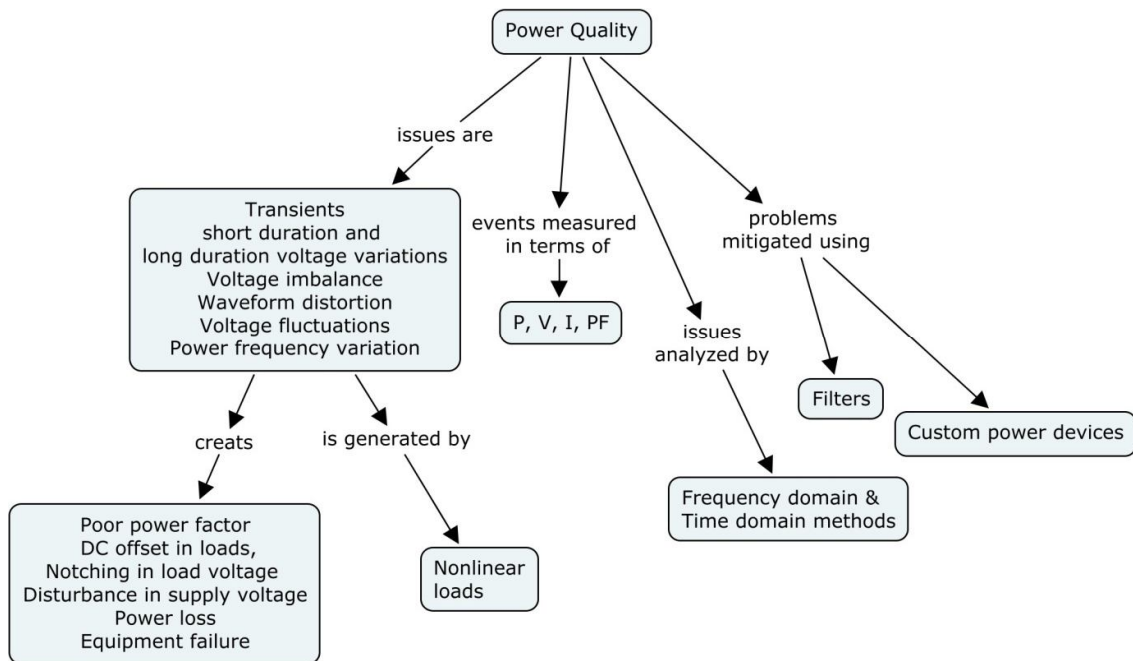 Power Quality
issues are
Transients
short duration and
long duration voltage variations
Voltage imbalance
Waveform distortion
Voltage fluctuations
Power frequency variation
events measured
in terms of
P, V, I, PF
issues
analyzed by
problems
mitigated using
Filters
Custom power devices
creats
is generated by
Frequency domain &
Time domain methods
Poor power factor
DC offset in loads,
Notching in load voltage
Disturbance in supply voltage
Power loss
Equipment failure
Nonlinear
loads